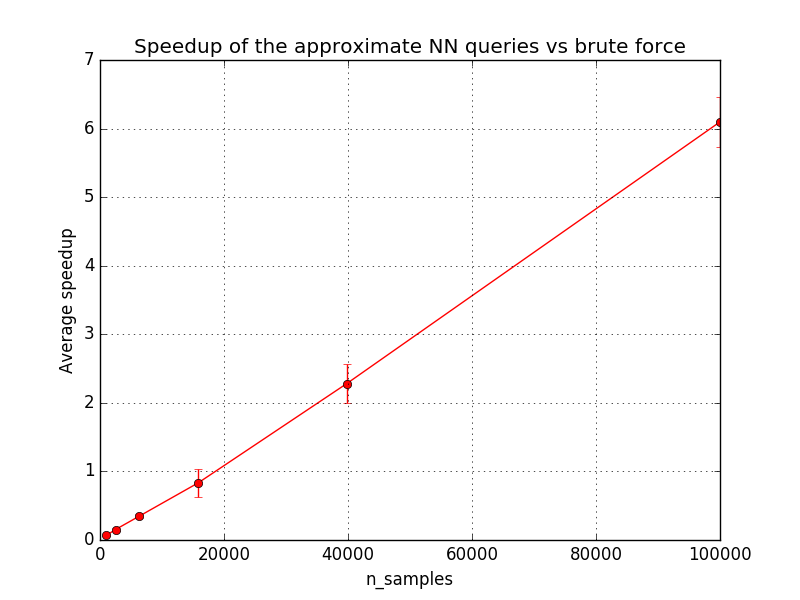 Speedup of the approximate NN queries vs brute force
7
6
5
4
3
2
1
0
Average speedup
0 20000 40000 60000 80000 100000
n_samples